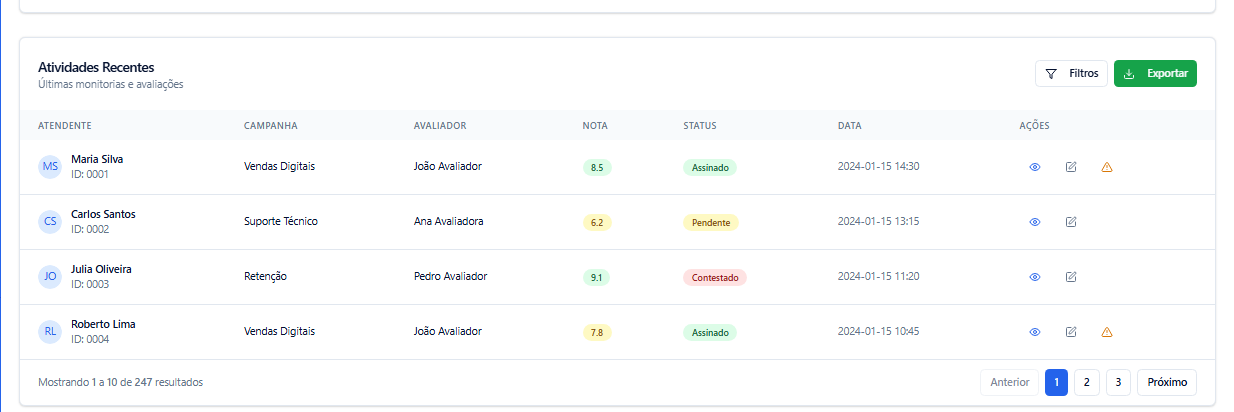 Atividades Recentes
Últimas monitorias e avaliações
Filtros
Exportar
ATENDENTE CAMPANHA AVALIADOR NOTA STATUS DATA AÇÕES
MS Maria Silva ID: 0001 Vendas Digitais João Avaliador 8.5 Assinado 2024-01-15 14:30
CS Carlos Santos ID: 0002 Suporte Técnico Ana Avaliadora 6.2 Pendente 2024-01-15 13:15
JO Julia Oliveira ID: 0003 Retenção Pedro Avaliador 9.1 Contestado 2024-01-15 11:20
RL Roberto Lima ID: 0004 Vendas Digitais João Avaliador 7.8 Assinado 2024-01-15 10:45
Mostrando 1 a 10 de 247 resultados
Anterior 1 2 3 Próximo